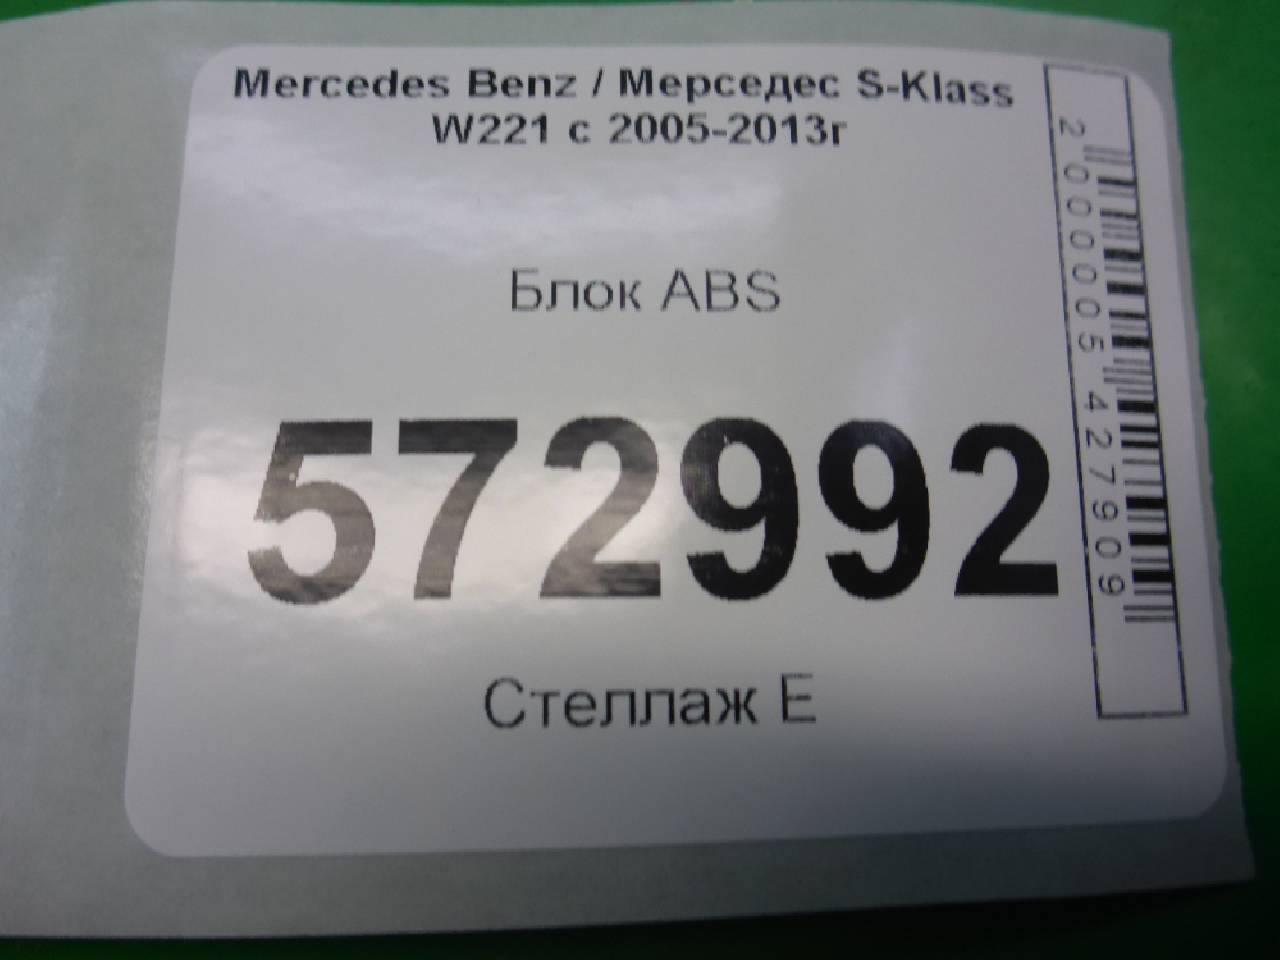 Mercedes Benz / Мерседес S-Klass
W221 с 2005-2013г
Блок ABS
572992
Стеллаж Е
2000005427909